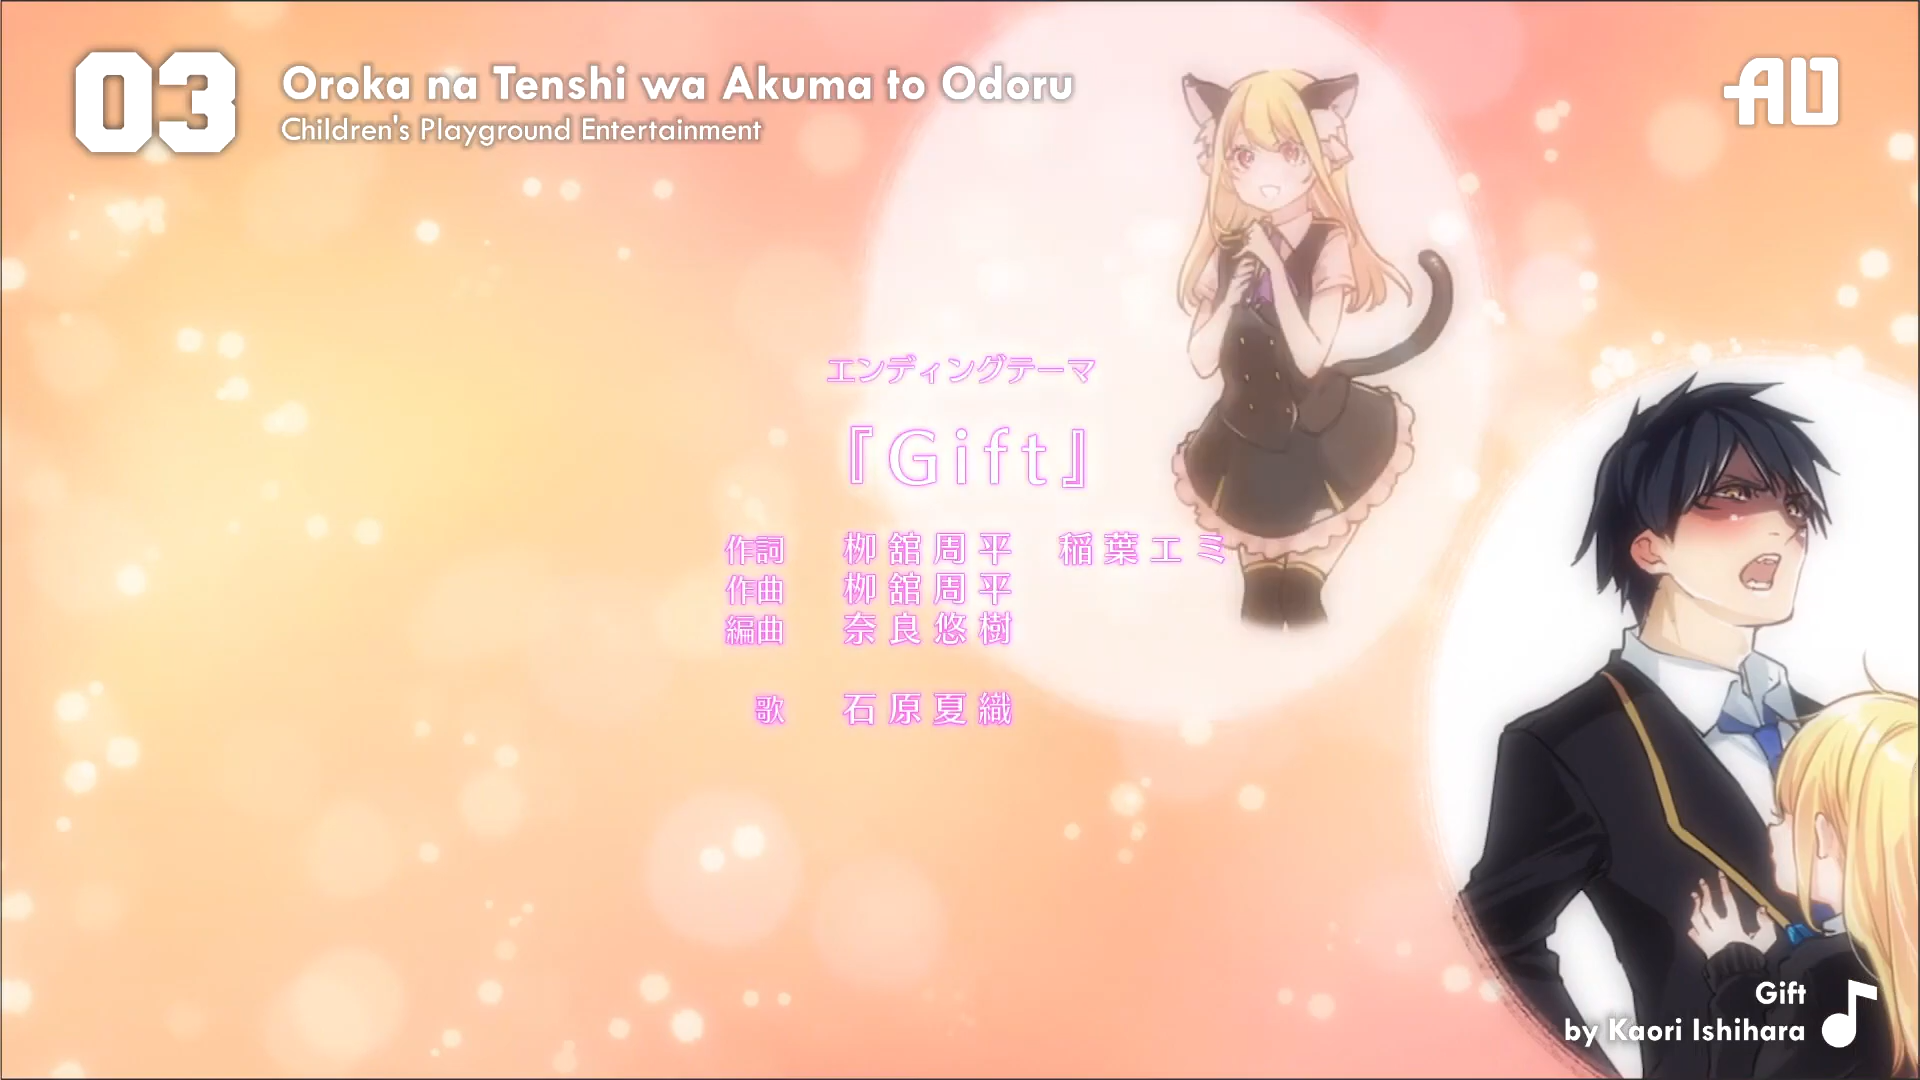 03
Oroka na Tenshi wa Akuma to Odoru
Children's Playground Entertainment
AU
エンディングテーマ
『Gift』
作詞 栁舘周平 稲葉エミ
作曲 栁舘周平
編曲 奈良悠樹
歌 石原夏織
Gift
by Kaori Ishihara